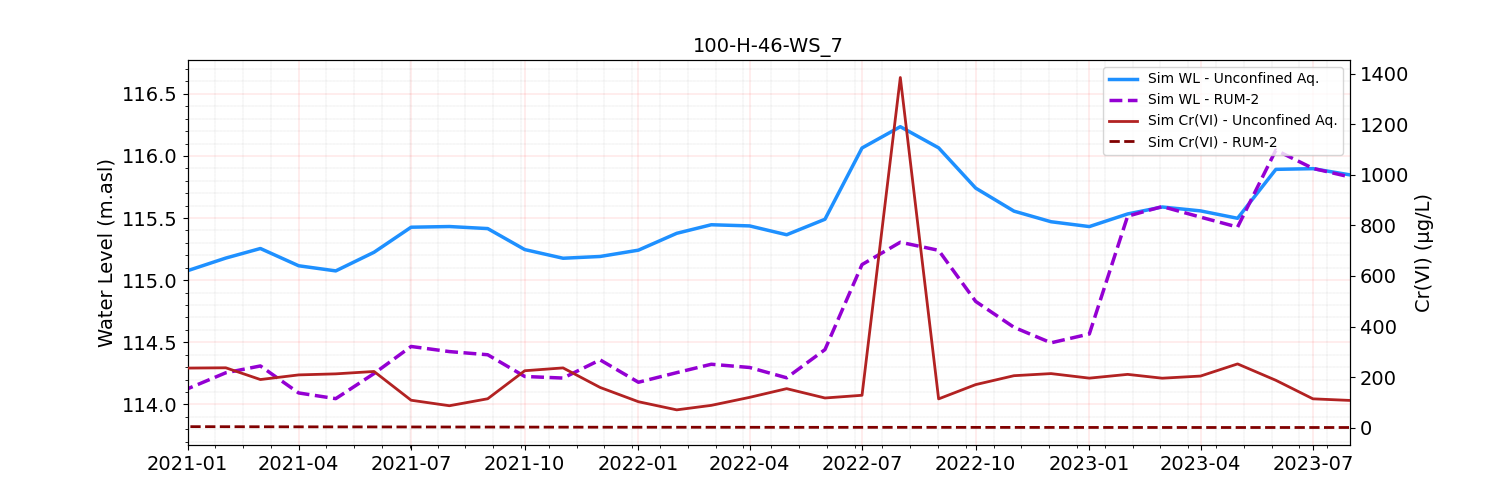 100-H-46-WS_7
Water Level (m.asl)
116.5
116.0
115.5
115.0
114.5
114.0
Sim WL - Unconfined Aq.
Sim WL - RUM-2
Sim Cr(VI) - Unconfined Aq.
Sim Cr(VI) - RUM-2
1400
1200
1000
800
600
400
200
0
Cr(VI) (µg/L)
2021-01 2021-04 2021-07 2021-10 2022-01 2022-04 2022-07 2022-10 2023-01 2023-04 2023-07